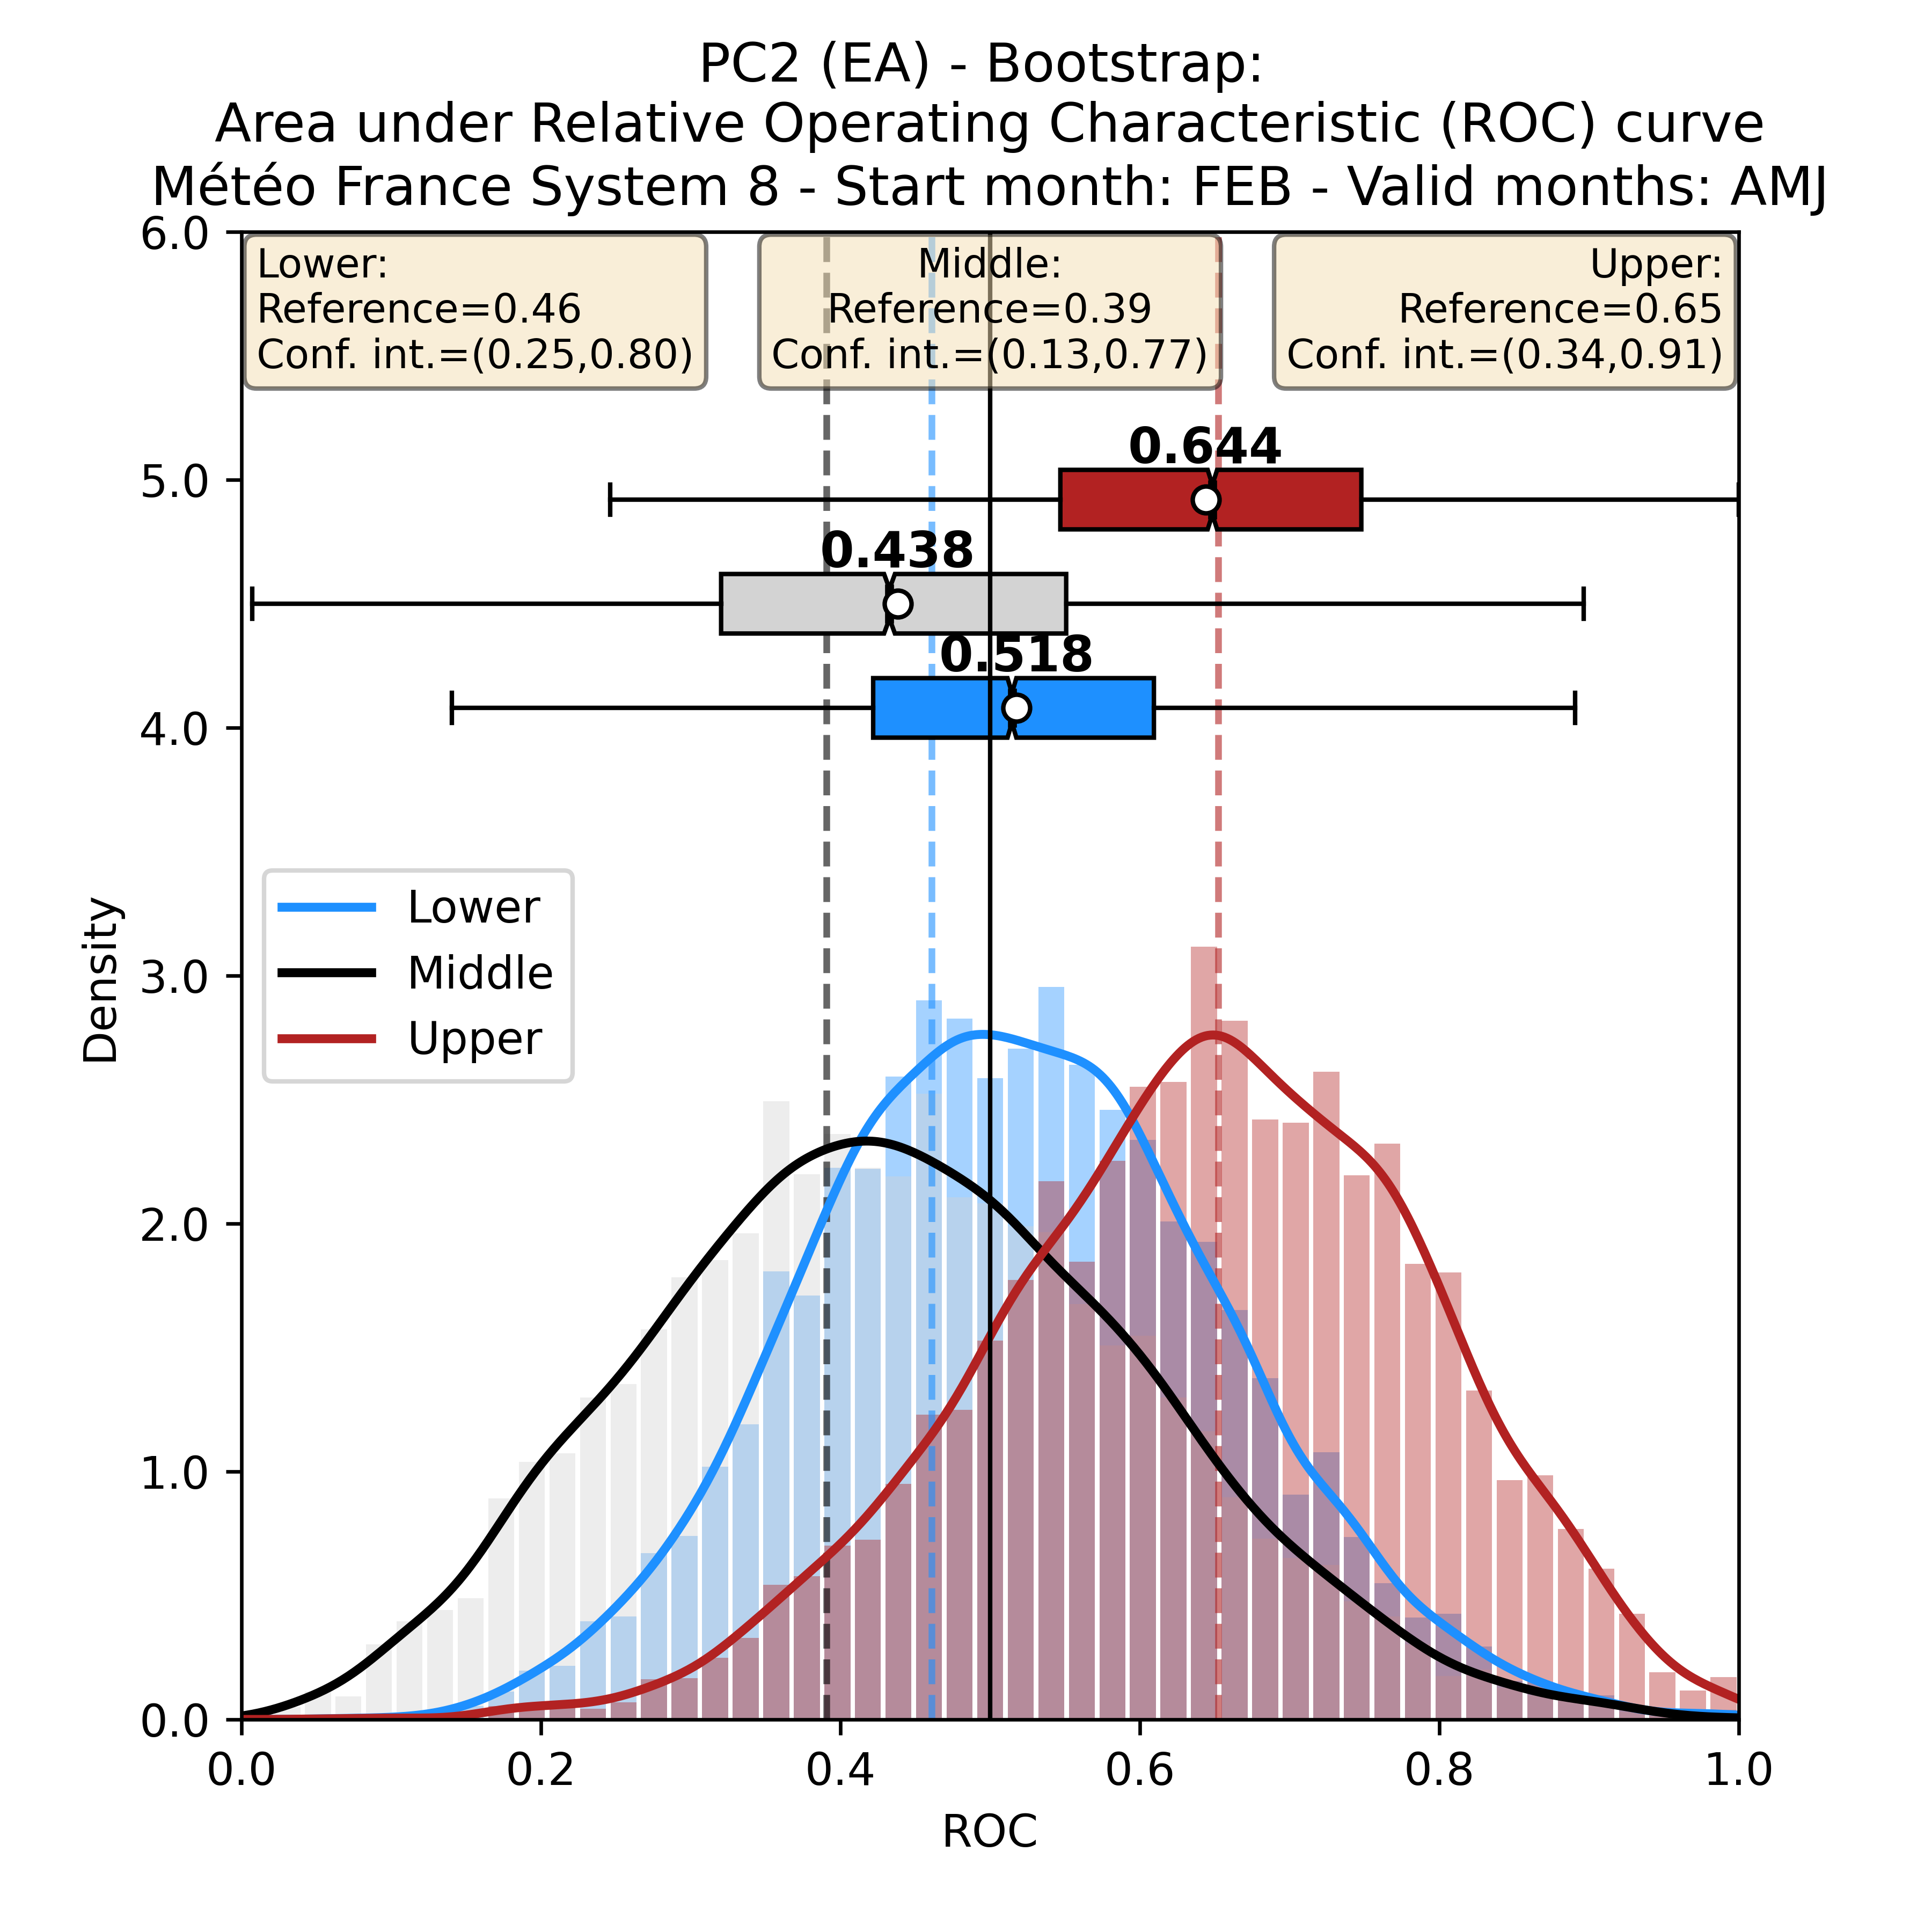 PC2 (EA) - Bootstrap:
Area under Relative Operating Characteristic (ROC) curve
Météo France System 8 - Start month: FEB - Valid months: AMJ
Lower:
Reference=0.46
Conf. int.=(0.25,0.80)
Middle:
Reference=0.39
Conf. int.=(0.13,0.77)
Upper:
Reference=0.65
Conf. int.=(0.34,0.91)
0.644
0.438
0.518
Lower
Middle
Upper
Density
6.0
5.0
4.0
3.0
2.0
1.0
0.0
0.0
0.2
0.4
0.6
0.8
1.0
ROC